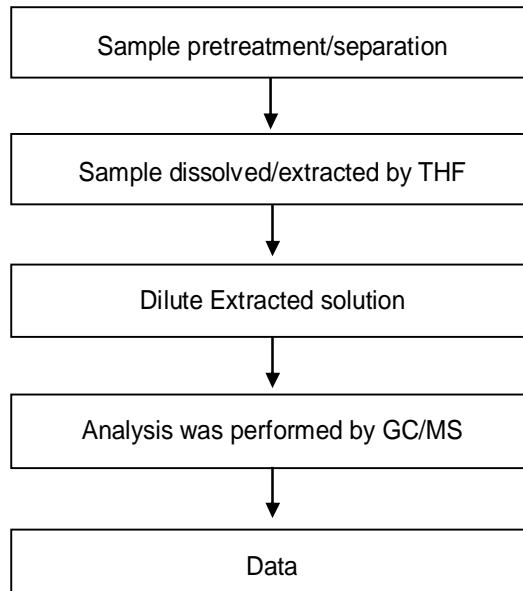 Sample pretreatment/separation
Sample dissolved/extracted by THF
Dilute Extracted solution
Analysis was performed by GC/MS
Data